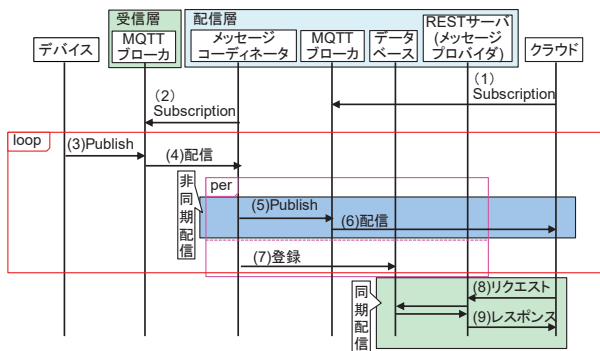 受信層
配信層
デバイス
MQTT
ブローカ
メッセージ
コーディネータ
MQTT
ブローカ
データ
ベース
RESTサーバ
(メッセージ
プロバイダ)
クラウド
(1)
Subscription
(2)
Subscription
loop
(3)Publish
(4)配信
非同期配信
per
(5)Publish
(6)配信
(7)登録
同期配信
(8)リクエスト
(9)レスポンス